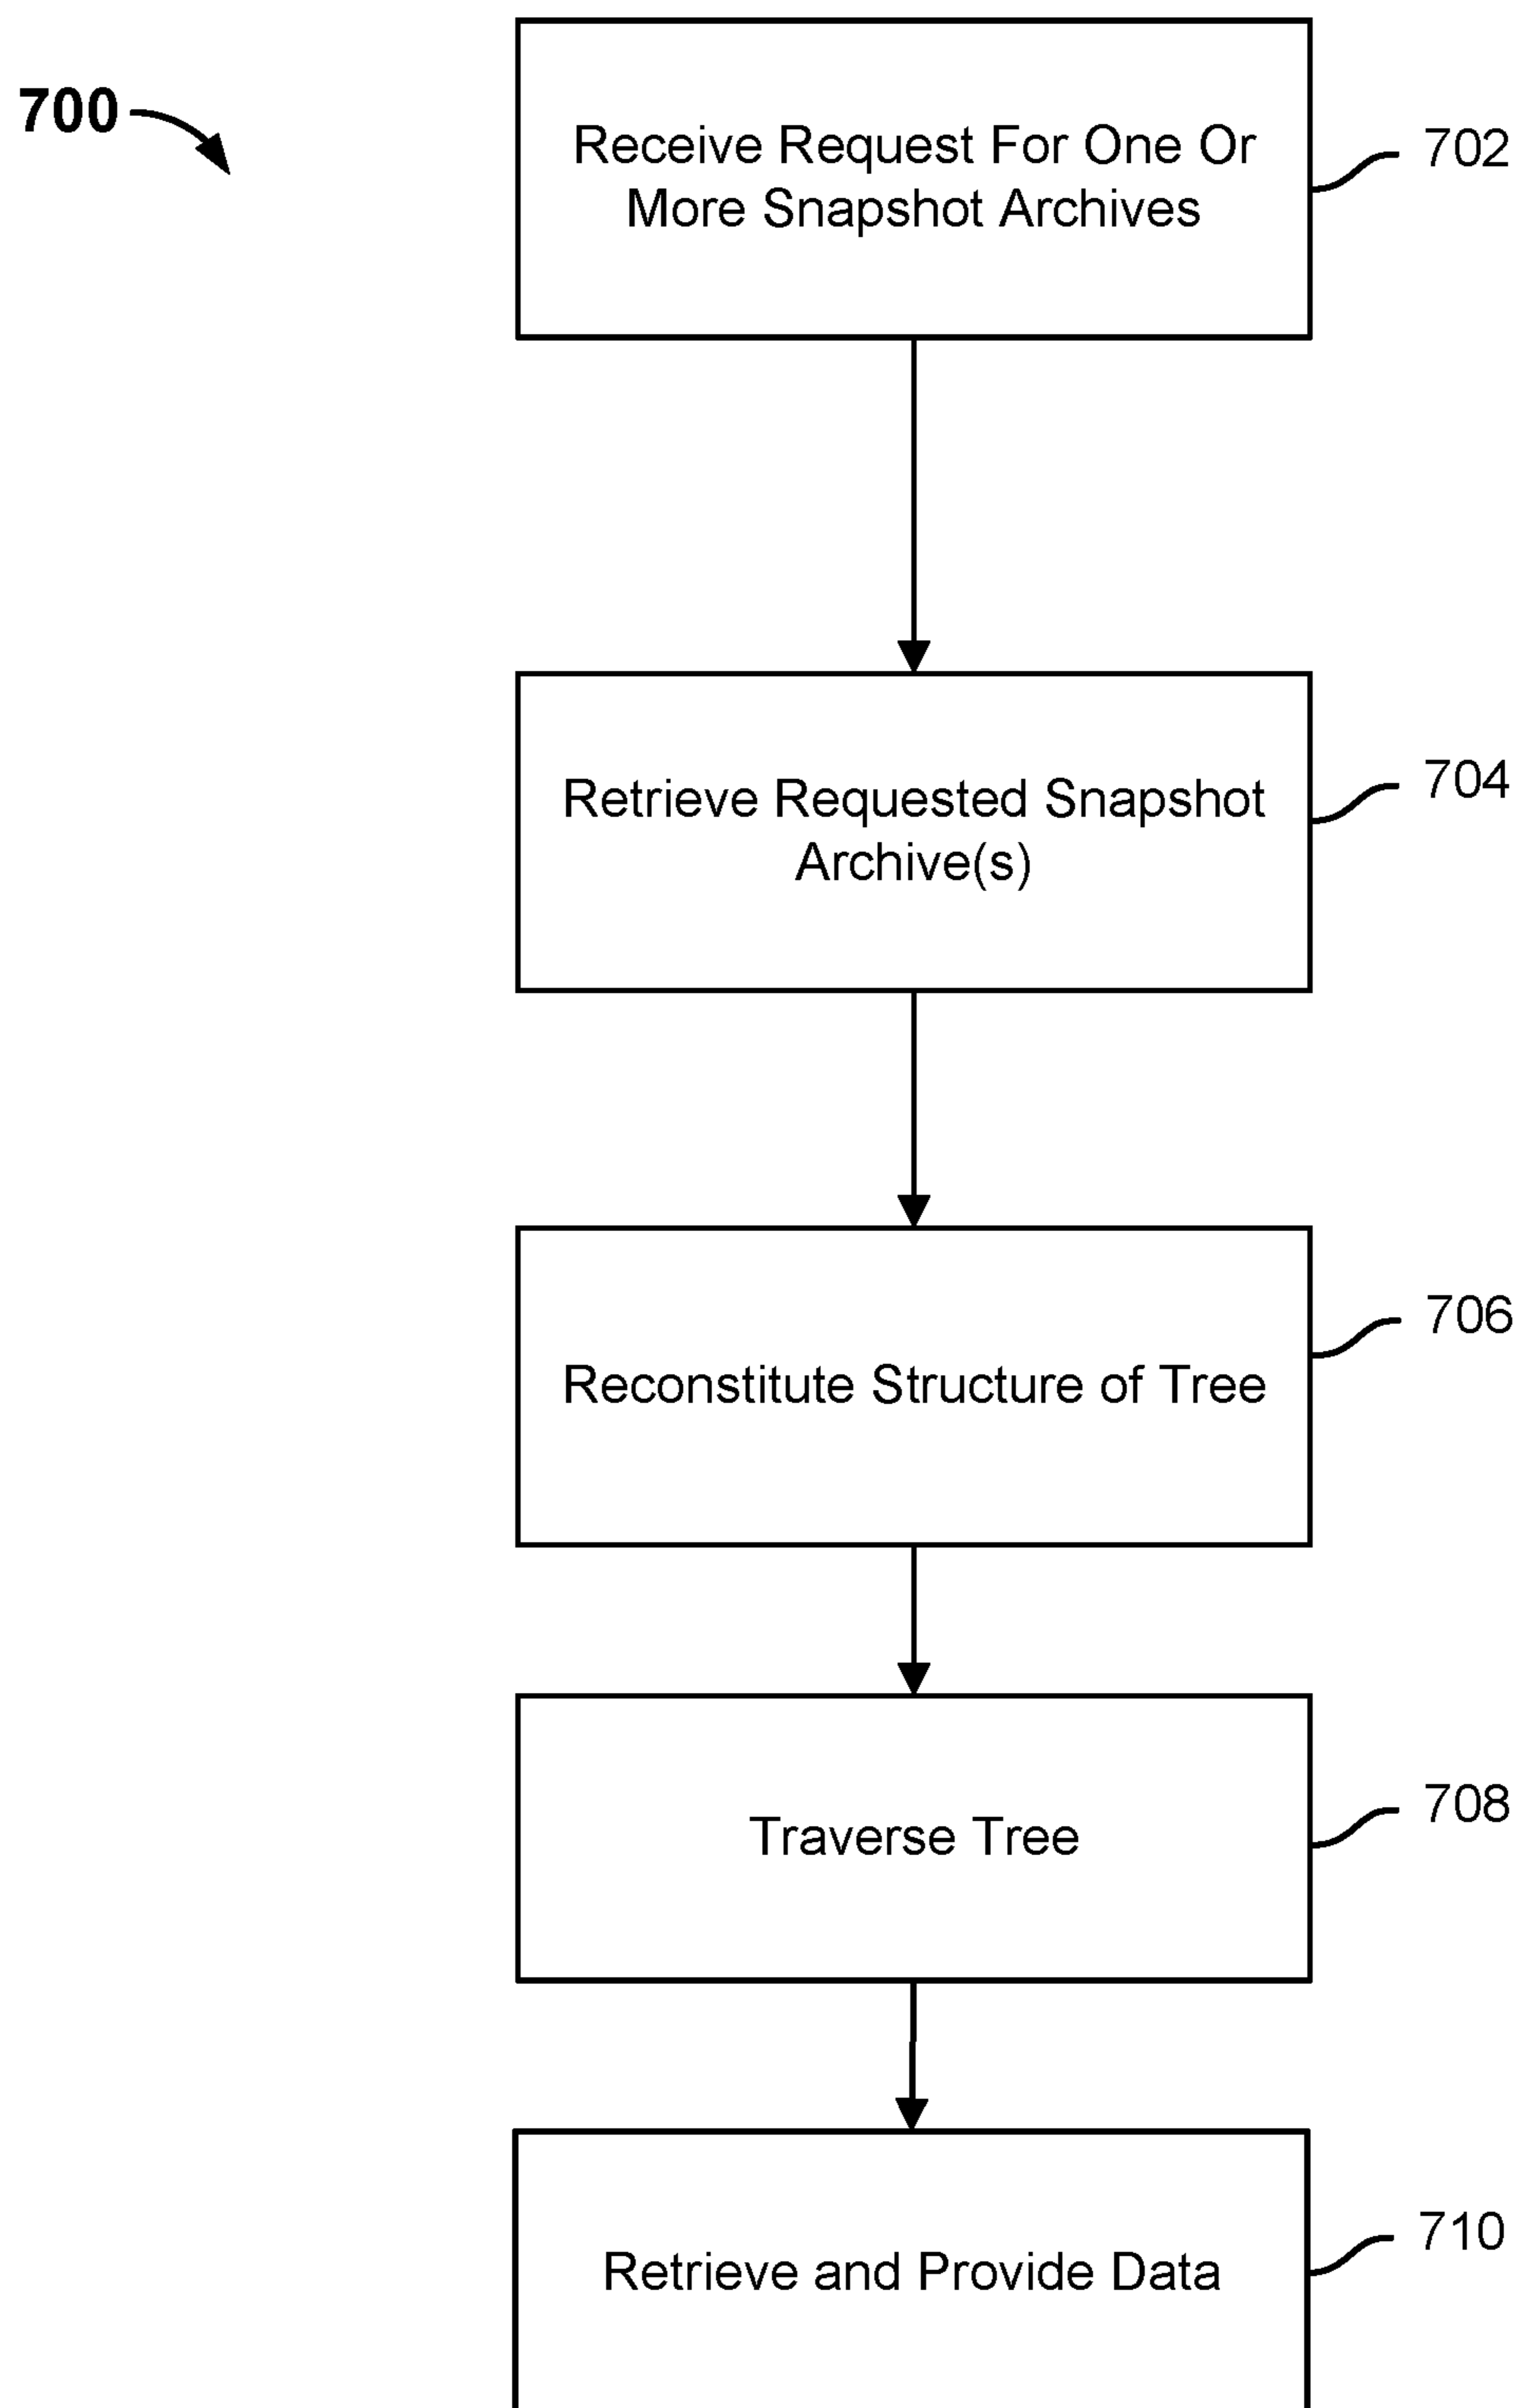 700
Receive Request For One Or
More Snapshot Archives
702
Retrieve Requested Snapshot
Archive(s)
704
Reconstitute Structure of Tree
706
Traverse Tree
708
Retrieve and Provide Data
710